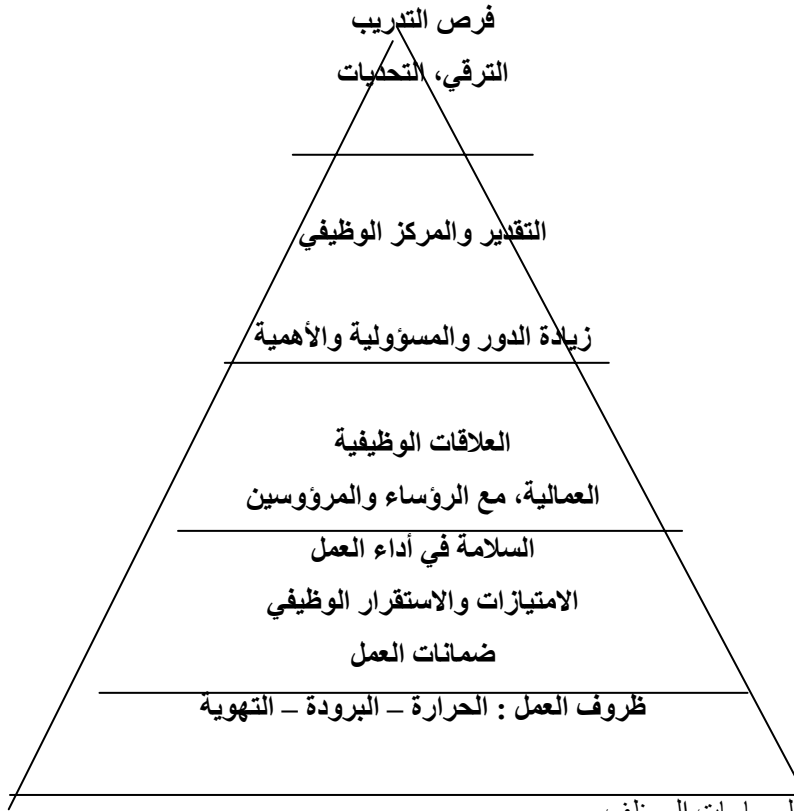 فرص التدريب
الترقي، التحديات
التقدير والمركز الوظيفي
زيادة الدور والمسؤولية والأهمية
العلاقات الوظيفية
العمالية، مع الرؤساء والمرؤوسين
السلامة في أداء العمل
الامتيازات والاستقرار الوظيفي
ضمانات العمل
ظروف العمل : الحرارة – البرودة – التهوية